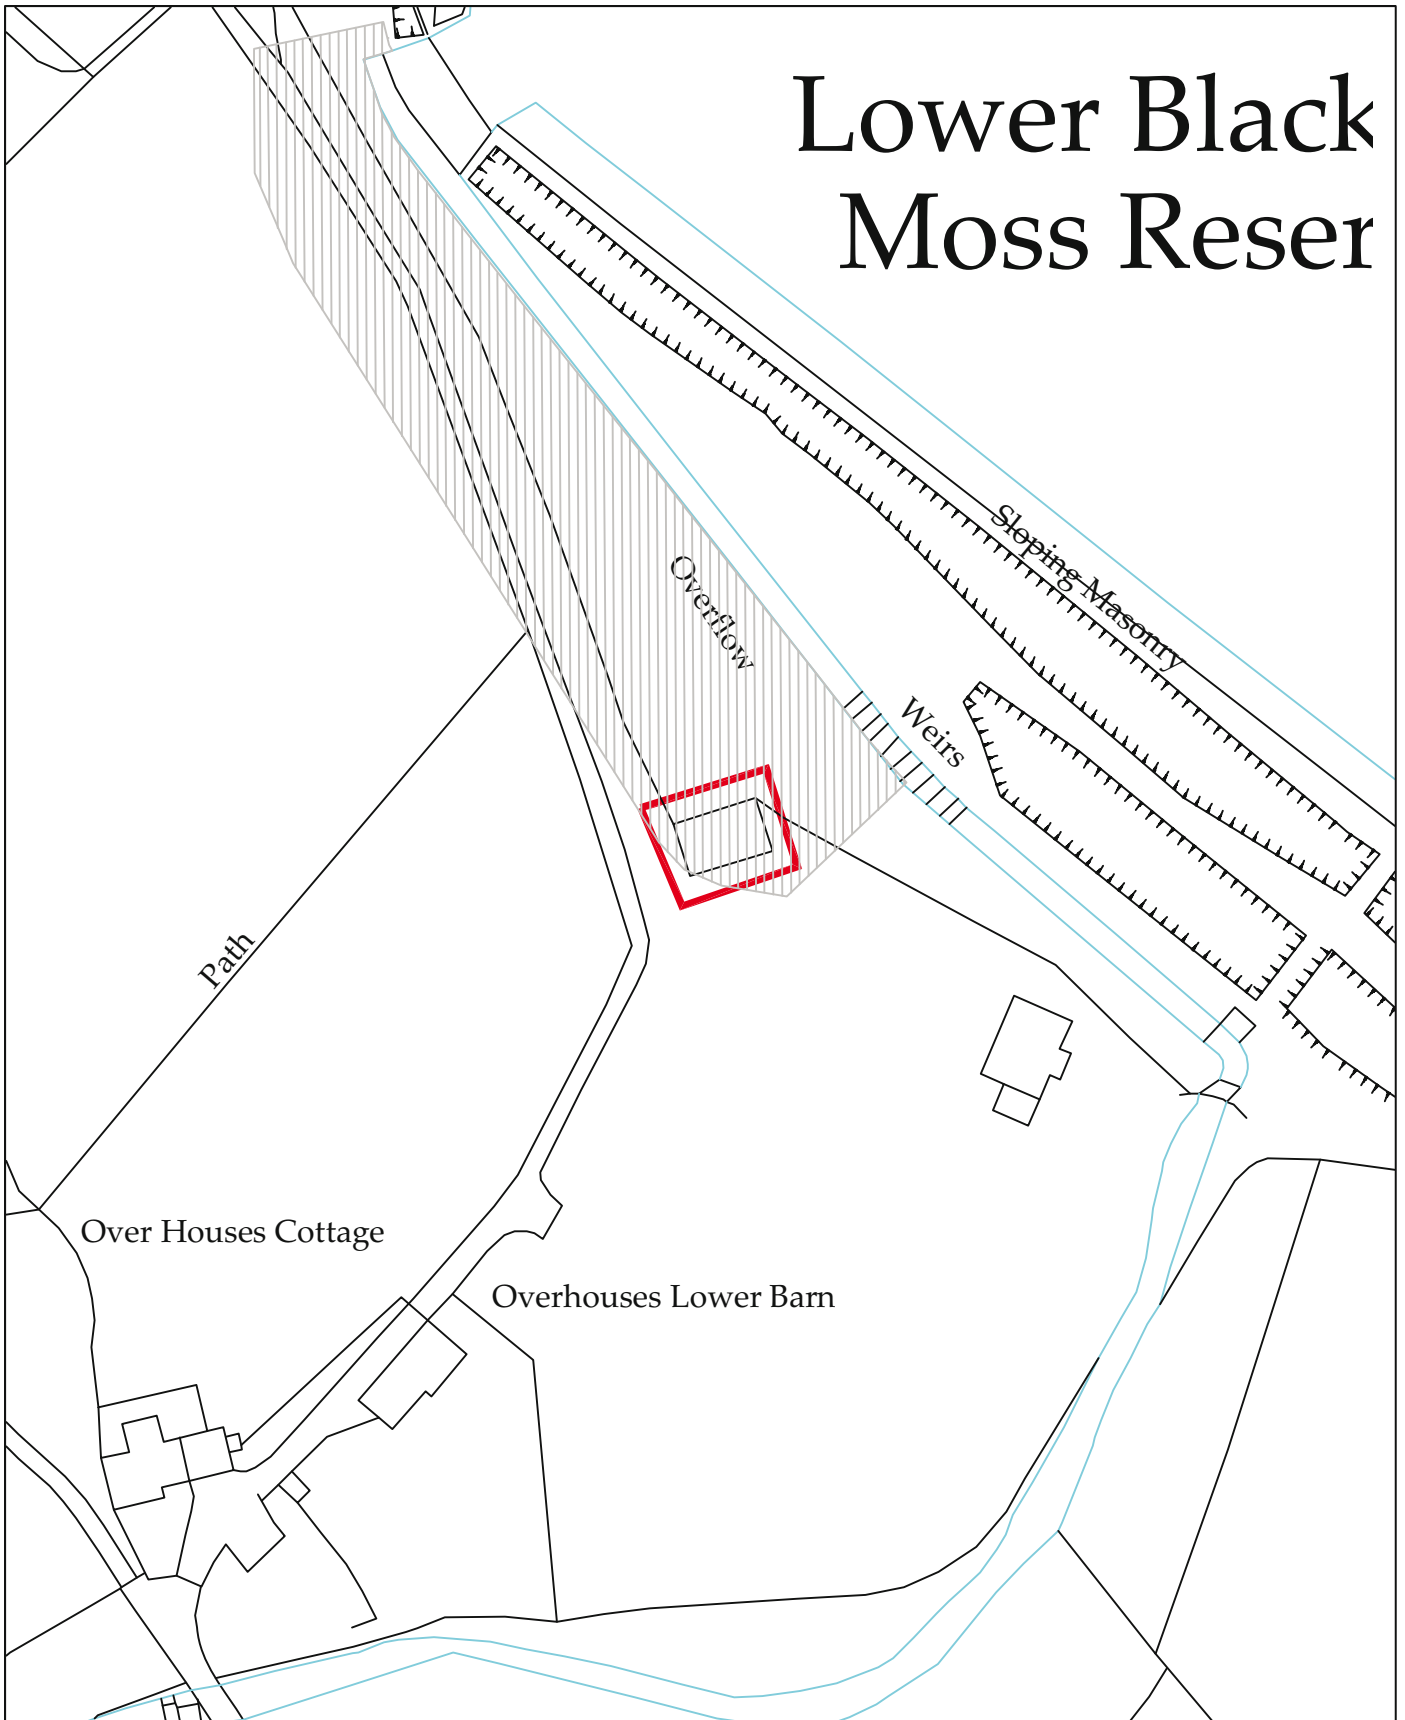 Lower Black
Moss Reser
Sloping Masonry
Overflow
Weirs
Path
Over Houses Cottage
Overhouses Lower Barn